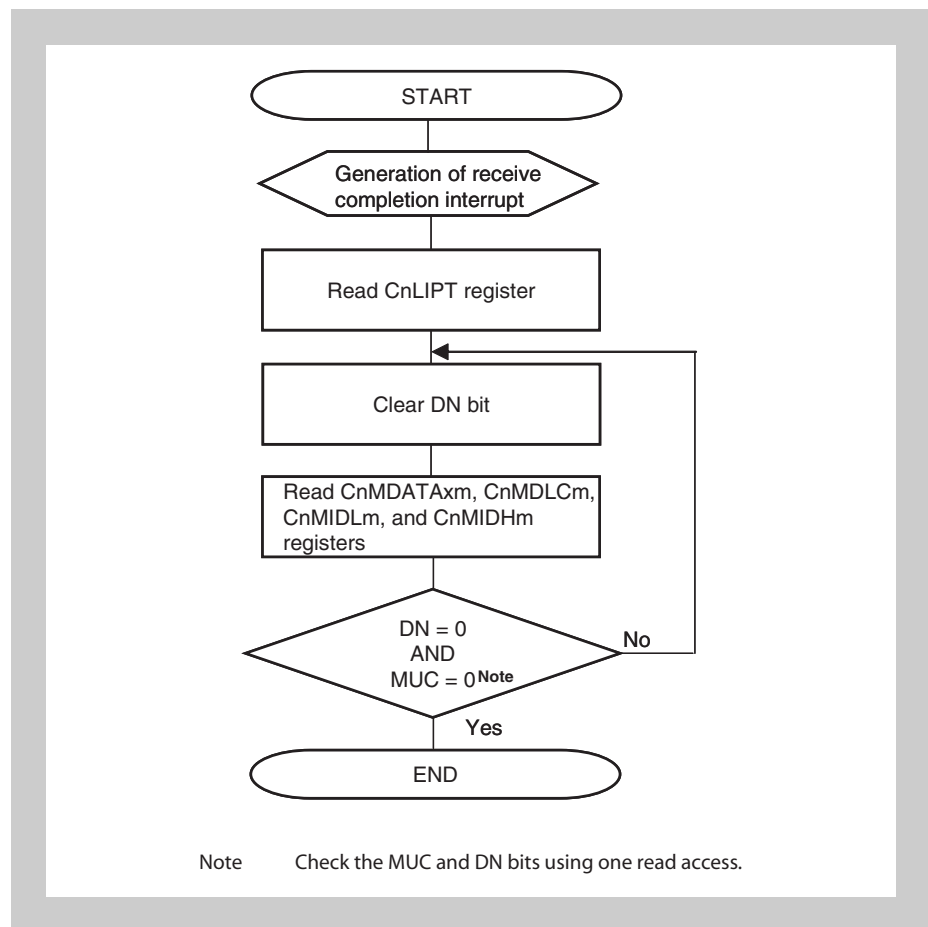 START
Generation of receive
completion interrupt
Read CnLIPT register
Clear DN bit
Read CnMDATAxm, CnMDLCm,
CnMIDLm, and CnMIDHm
registers
DN = 0
AND
MUC = 0Note
No
Yes
END
Note Check the MUC and DN bits using one read access.